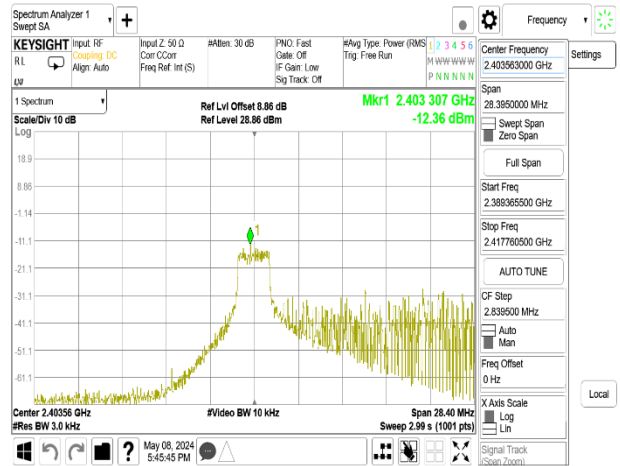 Spectrum Analyzer 1
Swept SA
+
Frequency
KEYSIGHT
RL
Input: RF
Coupling: DC
Align: Auto
Input Z: 50 Ω
Corr CCorr
Freq Ref: Int (S)
#Atten: 30 dB
PNO: Fast
Gate: Off
IF Gain: Low
Sig Track: Off
#Avg Type: Power (RMS
Trig: Free Run
1 2 3 4 5 6
M W W W W W
P N N N N N
1 Spectrum
Scale/Div 10 dB
Log
Ref Lvl Offset 8.86 dB
Ref Level 28.86 dBm
Mkr1 2.403 307 GHz
-12.36 dBm
18.9
8.86
-1.14
-11.1
-21.1
-31.1
-41.1
-51.1
-61.1
1
Center 2.40356 GHz
#Res BW 3.0 kHz
#Video BW 10 kHz
Span 28.40 MHz
Sweep 2.99 s (1001 pts)
Center Frequency
2.403563000 GHz
Settings
Span
28.3950000 MHz
Swept Span
Zero Span
Full Span
Start Freq
2.389365500 GHz
Stop Freq
2.417760500 GHz
AUTO TUNE
CF Step
2.839500 MHz
Auto
Man
Freq Offset
0 Hz
X Axis Scale
Log
Lin
Local
Signal Track
(Span Zoom)
?
May 08, 2024
5:45:45 PM